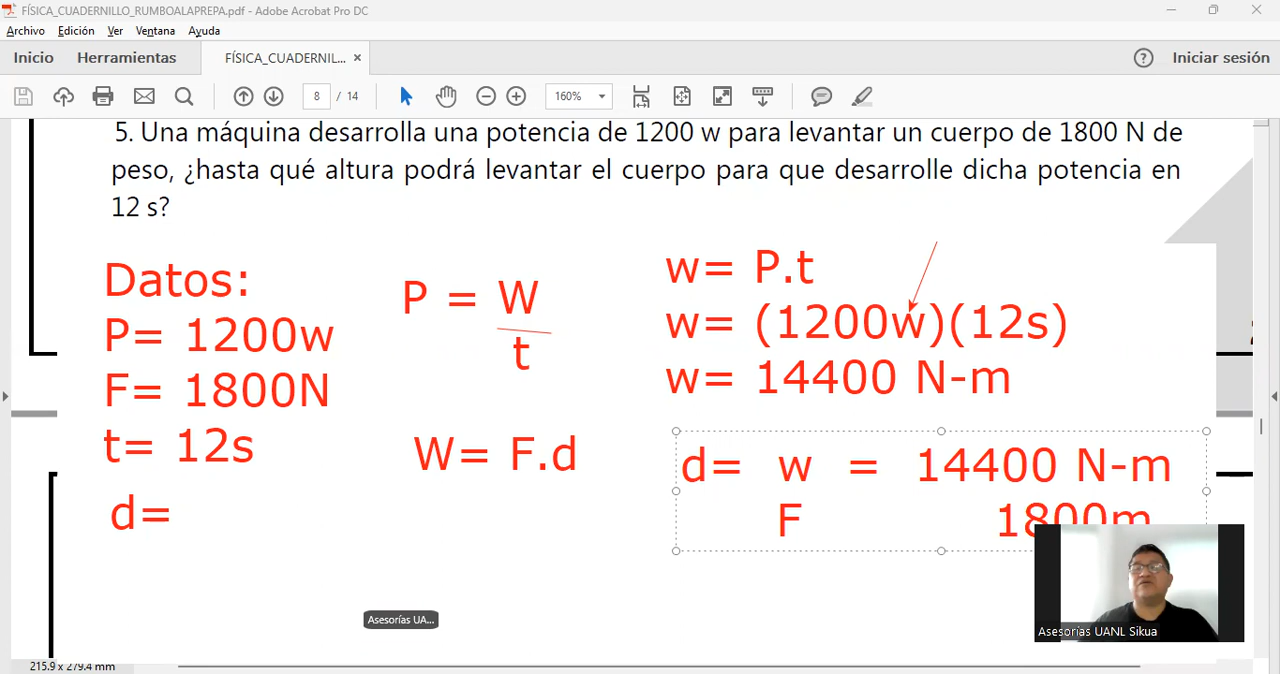 FÍSICA_CUADERNILLO_RUMBOALAPREPA.pdf - Adobe Acrobat Pro DC
Archivo Edición Ver Ventana Ayuda
Inicio Herramientas FÍSICA_CUADERNIL... × Iniciar sesión
8 / 14 160%
5. Una máquina desarrolla una potencia de 1200 w para levantar un cuerpo de 1800 N de
peso, ¿hasta qué altura podrá levantar el cuerpo para que desarrolle dicha potencia en
12 s?
Datos:
P= 1200w
F= 1800N
t= 12s
d=
P = W
t
W= F.d
w= P.t
w= (1200w)(12s)
w= 14400 N-m
d= w = 14400 N-m
F 1800m
Asesorías UA...
Asesorías UANL Sikua
215.9 x 279.4 mm